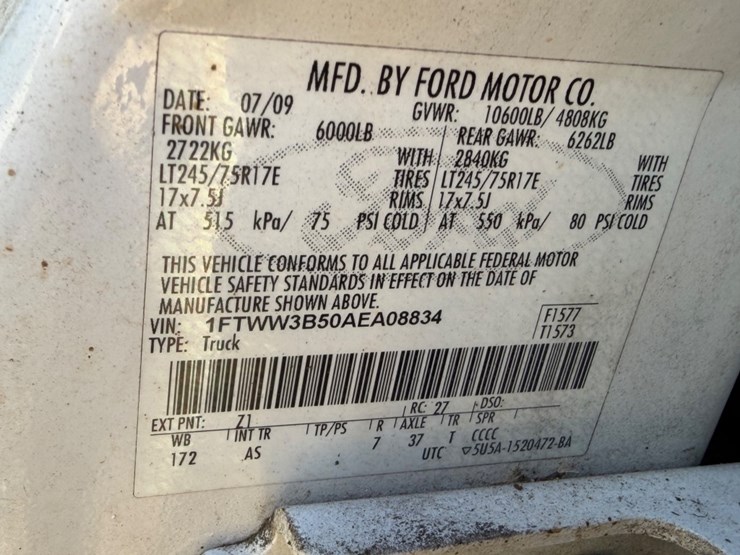 MFD. BY FORD MOTOR CO.
DATE: 07/09 GVWR: 10600LB/ 4808KG
FRONT GAWR: 6000LB REAR GAWR: 6262LB
2722KG WITH 2840KG WITH
LT245/75R17E TIRES LT245/75R17E TIRES
17x7.5J RIMS 17x7.5J RIMS
AT 515 kPa/ 75 PSI COLD AT 550 kPa/ 80 PSI COLD
Ford
THIS VEHICLE CONFORMS TO ALL APPLICABLE FEDERAL MOTOR
VEHICLE SAFETY STANDARDS IN EFFECT ON THE DATE OF
MANUFACTURE SHOWN ABOVE.
VIN: 1FTWW3B50AEA08834 F1577
TYPE: Truck T1573
EXT PNT: Z1 RC: 27 DSO:
WB INT TR TP/PS R AXLE TR SPR
172 AS 7 37 T CCCC
UTC ▽5U5A-1520472-BA